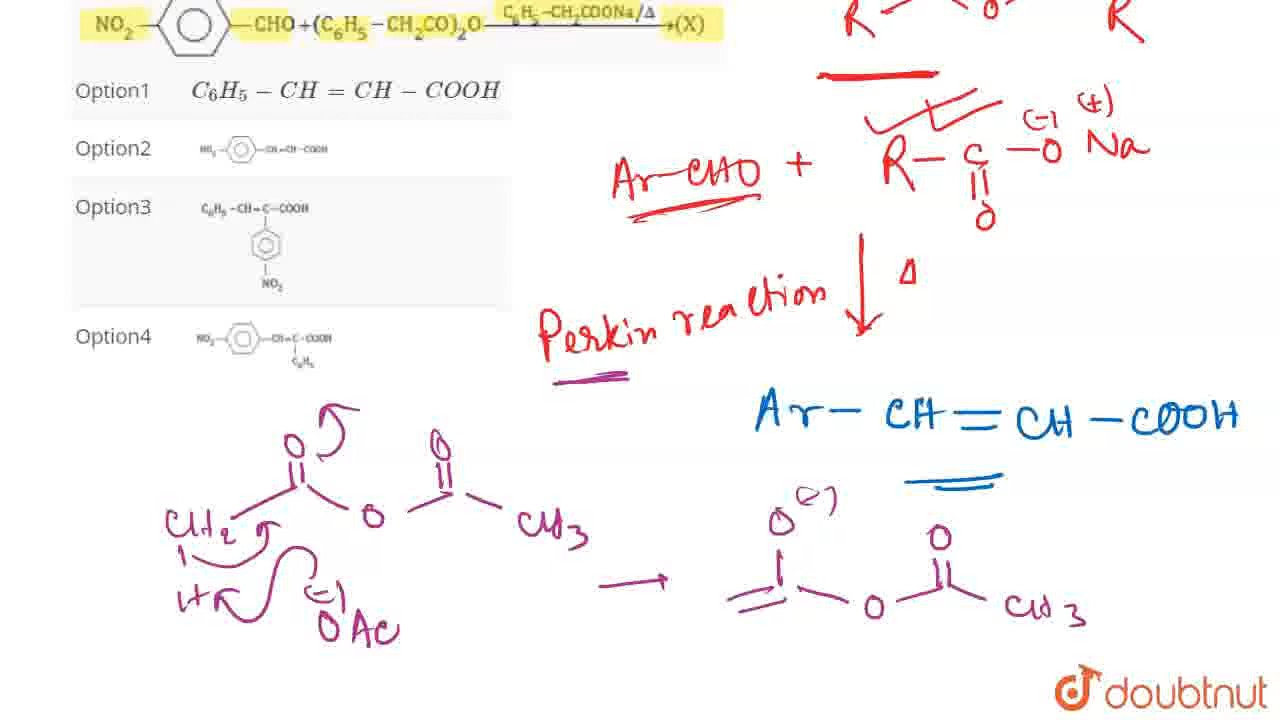 NO₂ CHO+(C₆H₅-CH₂CO)₂O C₆H₅-CH₂COONa/Δ →(X)
Option1 C₆H₅ − CH = CH − COOH
Option2 NO₂ CH=CH-COOH
Option3 C₆H₅ -CH=C-COOH
NO₂
Option4 NO₂ CH=C-COOH
C₆H₅
R O R
Ar-CHO + R-C-O Na
(-) (+)
O
Perkin reaction Δ
Ar-CH=CH-COOH
O O
CH₂ O CH₃
H (-)
OAc
→
O (-) O
O CH₃
doubtnut